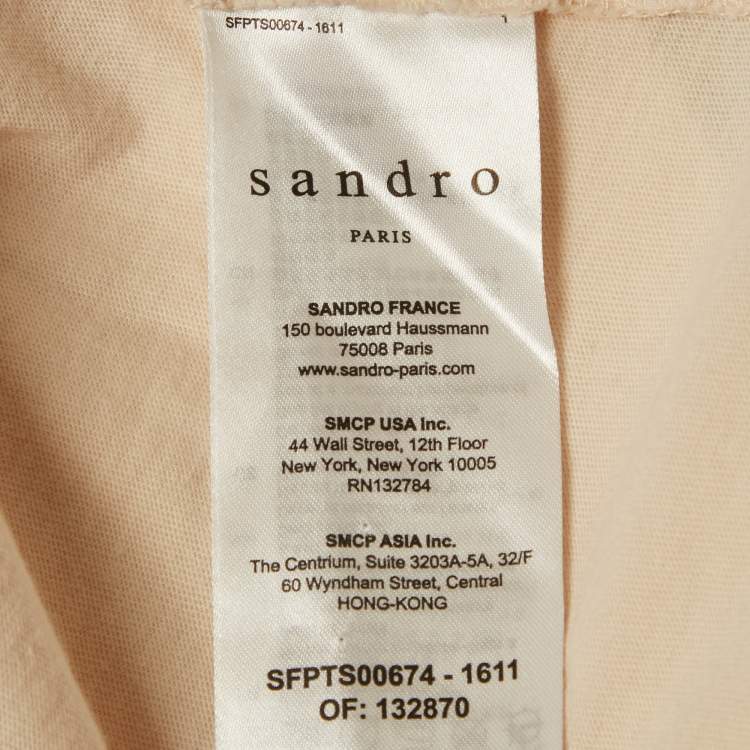 SFPTS00674 - 1611 1
sandro
PARIS
SANDRO FRANCE
150 boulevard Haussmann
75008 Paris
www.sandro-paris.com
SMCP USA Inc.
44 Wall Street, 12th Floor
New York, New York 10005
RN132784
SMCP ASIA Inc.
The Centrium, Suite 3203A-5A, 32/F
60 Wyndham Street, Central
HONG-KONG
SFPTS00674 - 1611
OF: 132870